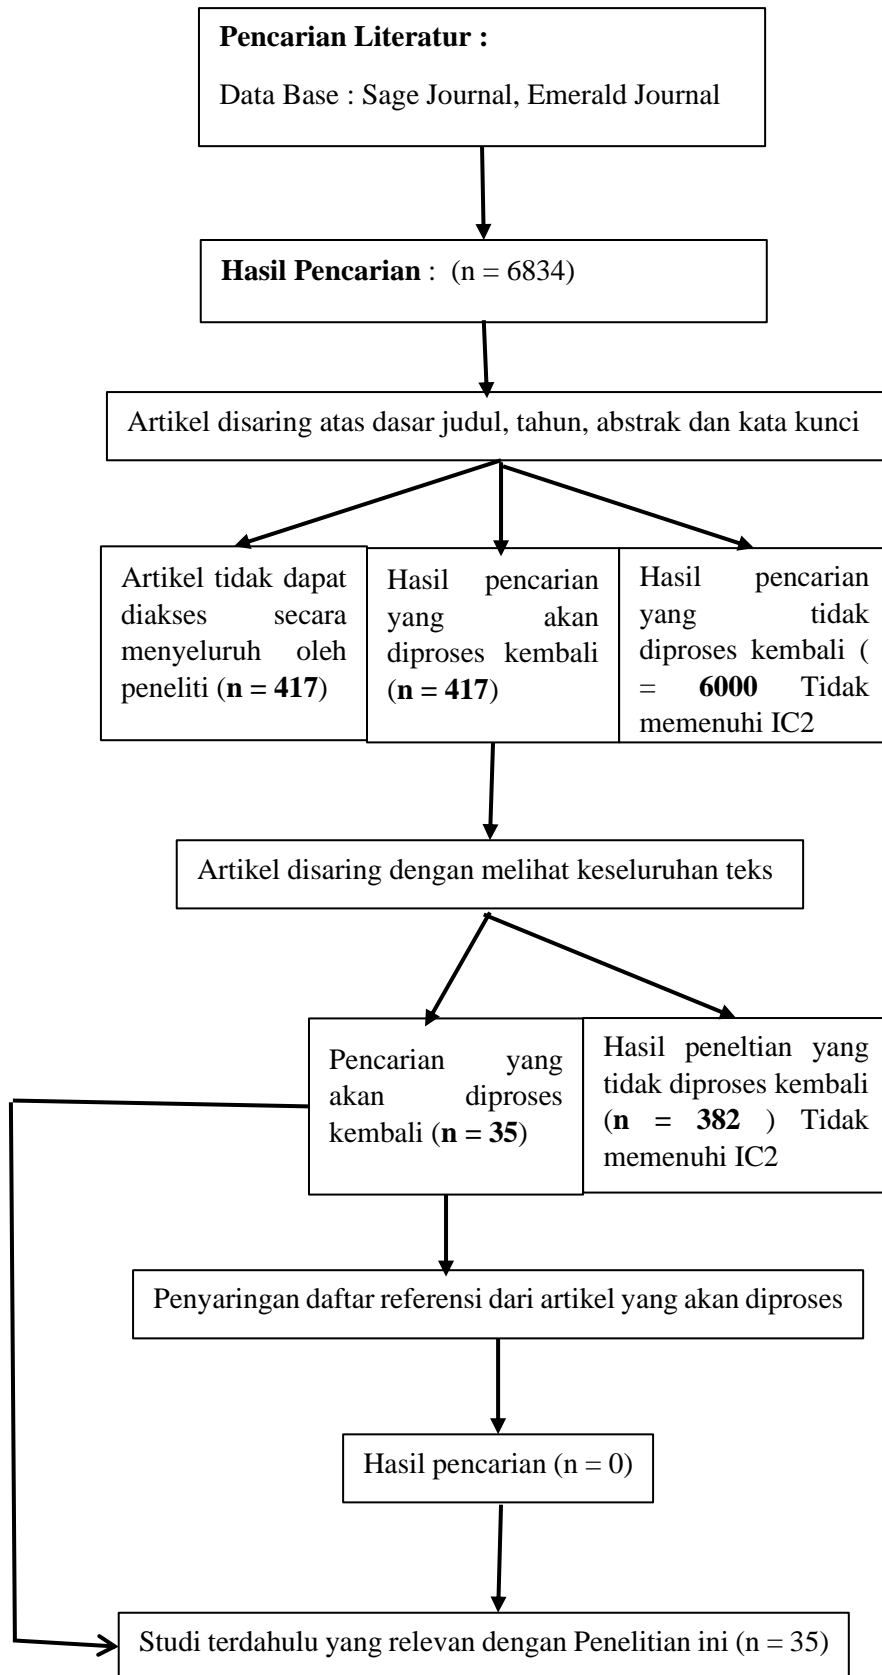 Pencarian Literatur :
Data Base : Sage Journal, Emerald Journal
Hasil Pencarian : (n = 6834)
Artikel disaring atas dasar judul, tahun, abstrak dan kata kunci
Artikel tidak dapat
diakses secara
menyeluruh oleh
peneliti (n = 417)
Hasil pencarian
yang akan
diproses kembali
(n = 417)
Hasil pencarian
yang tidak
diproses kembali (
= 6000 Tidak
memenuhi IC2
Artikel disaring dengan melihat keseluruhan teks
Pencarian yang
akan diproses
kembali (n = 35)
Hasil peneltian yang
tidak diproses kembali
(n = 382 ) Tidak
memenuhi IC2
Penyaringan daftar referensi dari artikel yang akan diproses
Hasil pencarian (n = 0)
Studi terdahulu yang relevan dengan Penelitian ini (n = 35)